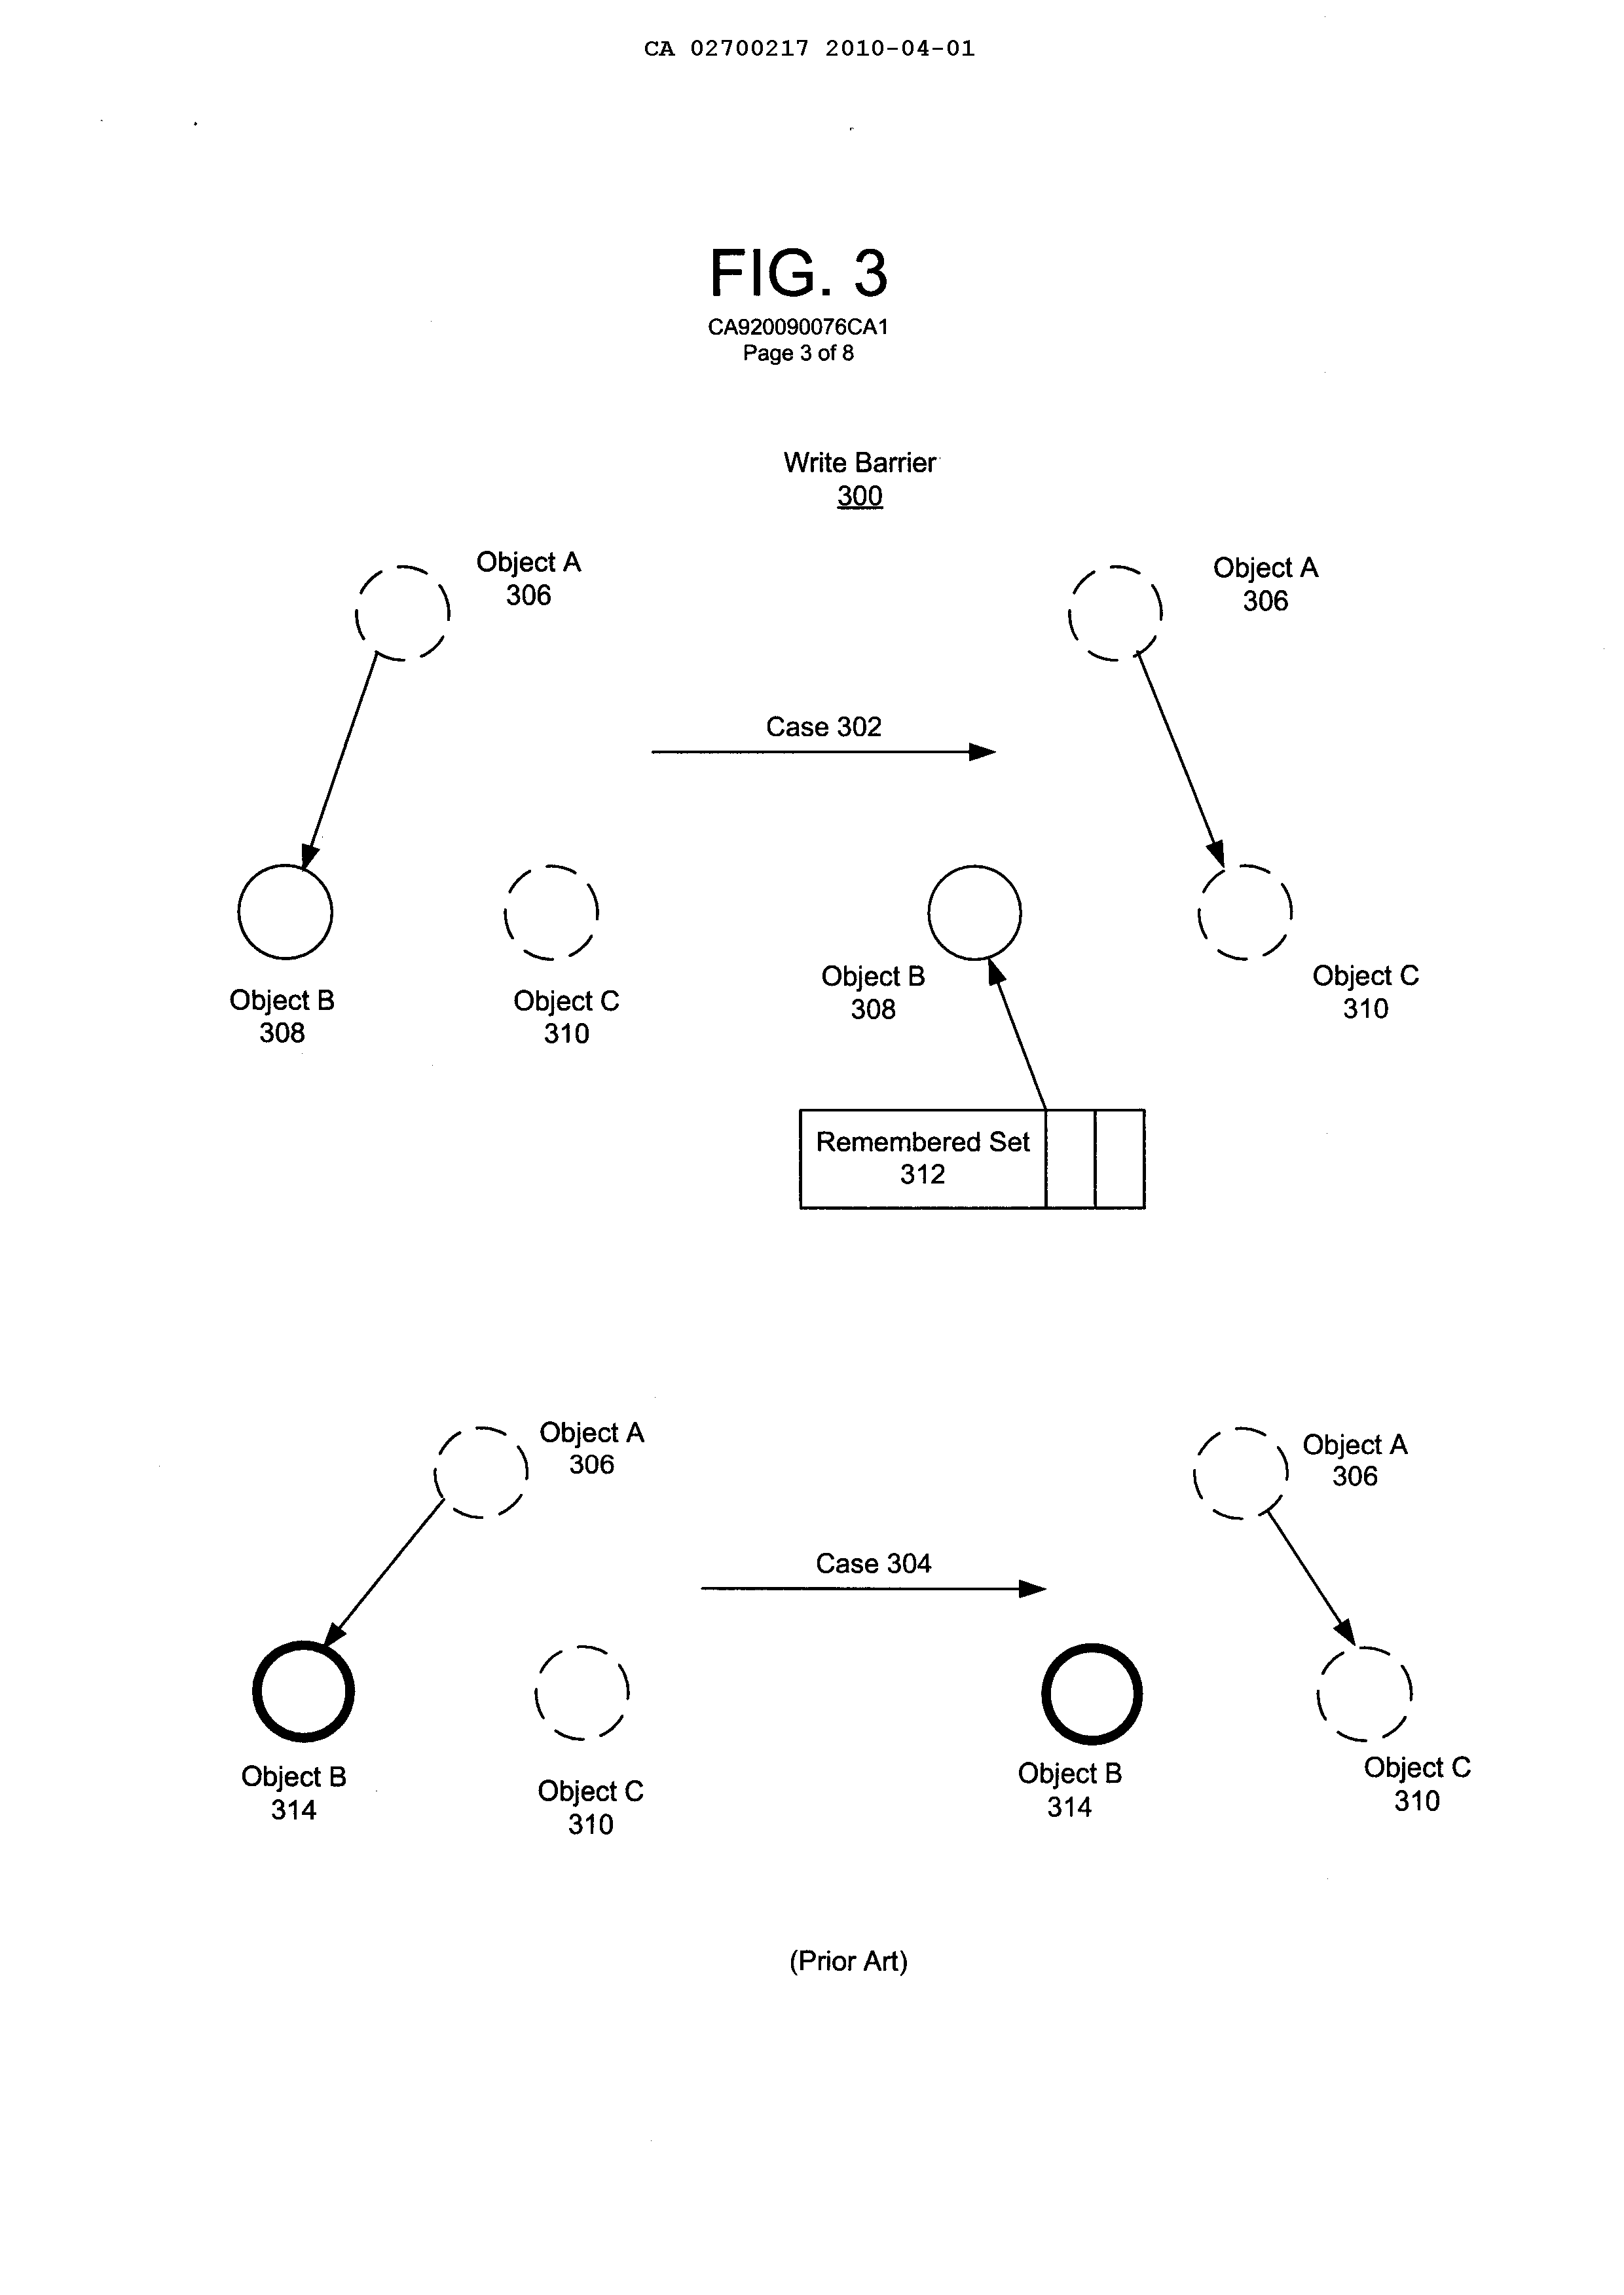 CA 02700217 2010-04-01
FIG. 3
CA920090076CA1
Page 3 of 8
Write Barrier
300
Object A
306
Object A
306
Case 302
Object B
308
Object C
310
Object B
308
Object C
310
Remembered Set
312
Object A
306
Object A
306
Case 304
Object B
314
Object C
310
Object B
314
Object C
310
(Prior Art)